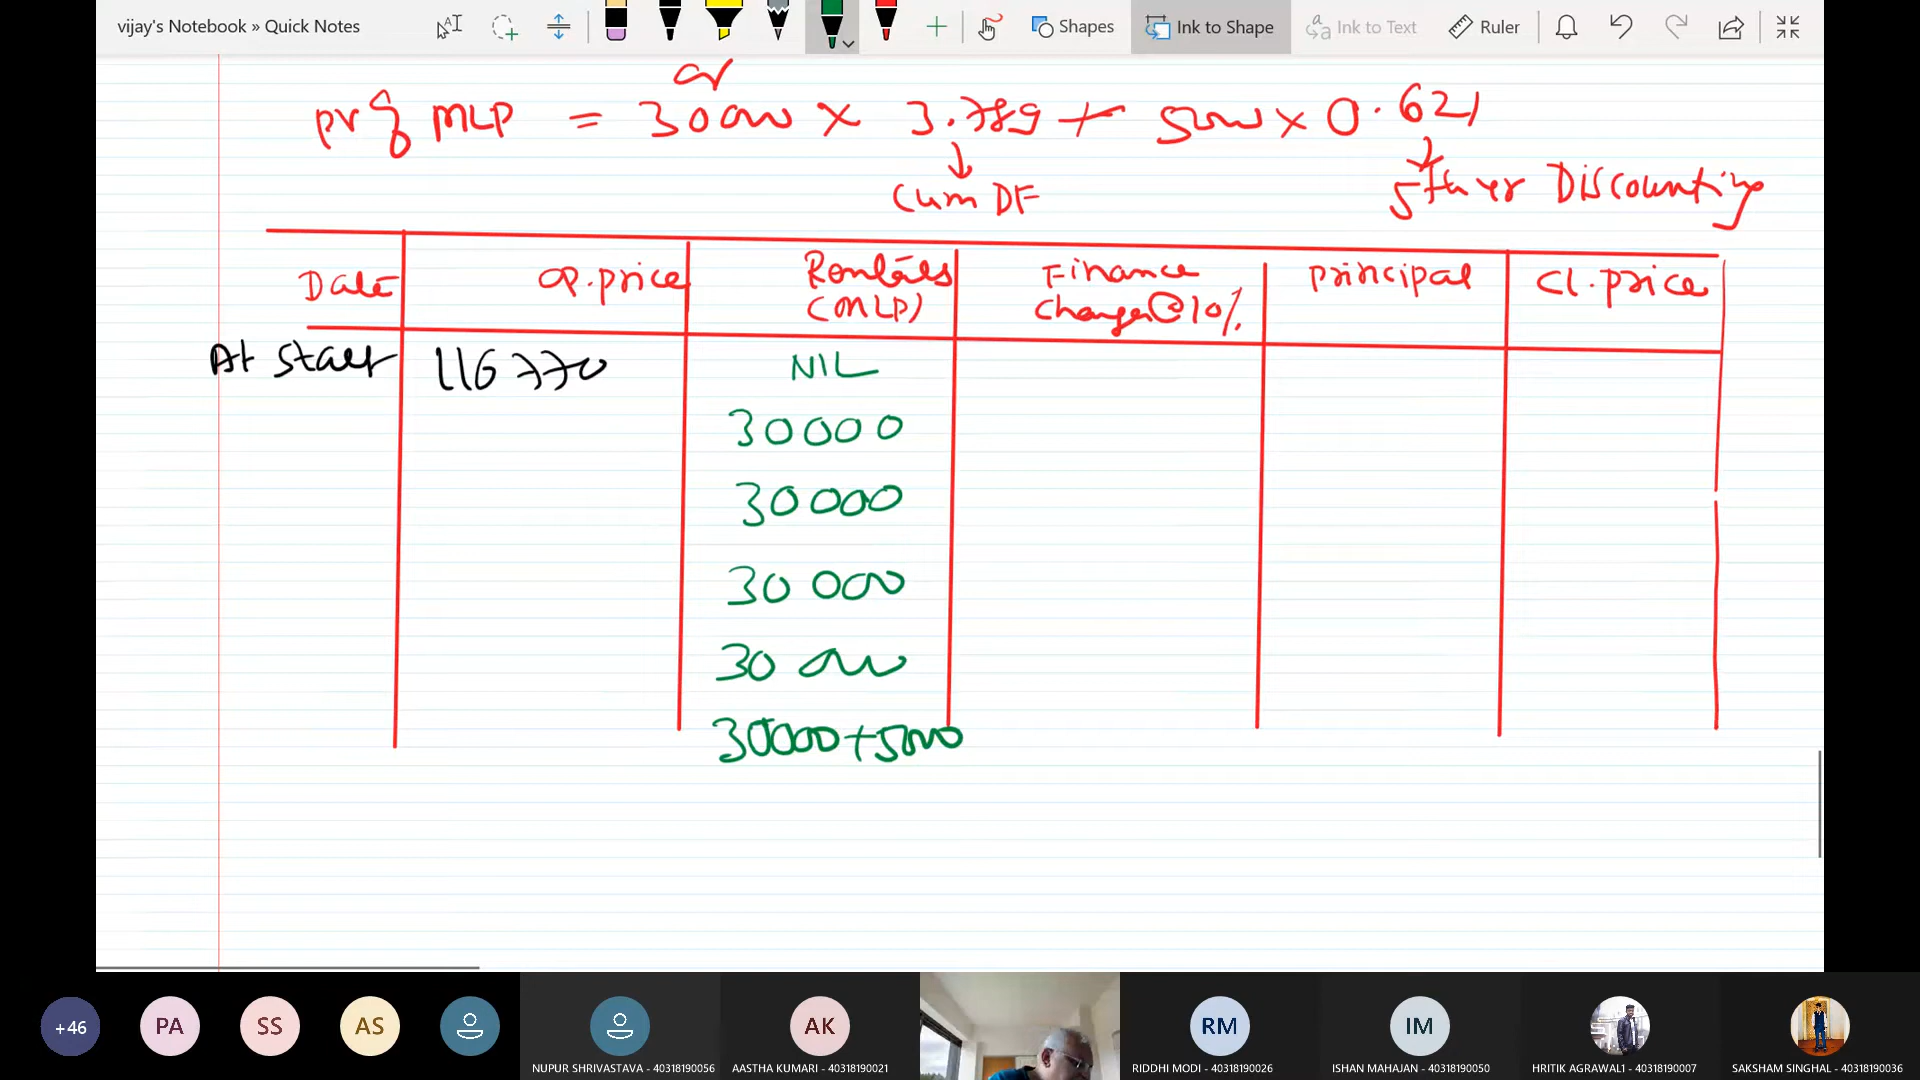 vijay's Notebook » Quick Notes
Shapes
Ink to Shape
Ink to Text
Ruler
or
pv of MLP = 30000 × 3.789 + 5000 × 0.621
Cum DF
5th yr Discounting
Date
OP. price
Rentals (MLP)
Finance Charges @ 10%
principal
Cl. price
At start
116770
NIL
30000
30000
30000
30000
30000+5000
+46
PA
SS
AS
AK
RM
IM
NUPUR SHRIVASTAVA - 40318190056
AASTHA KUMARI - 40318190021
RIDDHI MODI - 40318190026
ISHAN MAHAJAN - 40318190050
HRITIK AGRAWAL1 - 40318190007
SAKSHAM SINGHAL - 40318190036